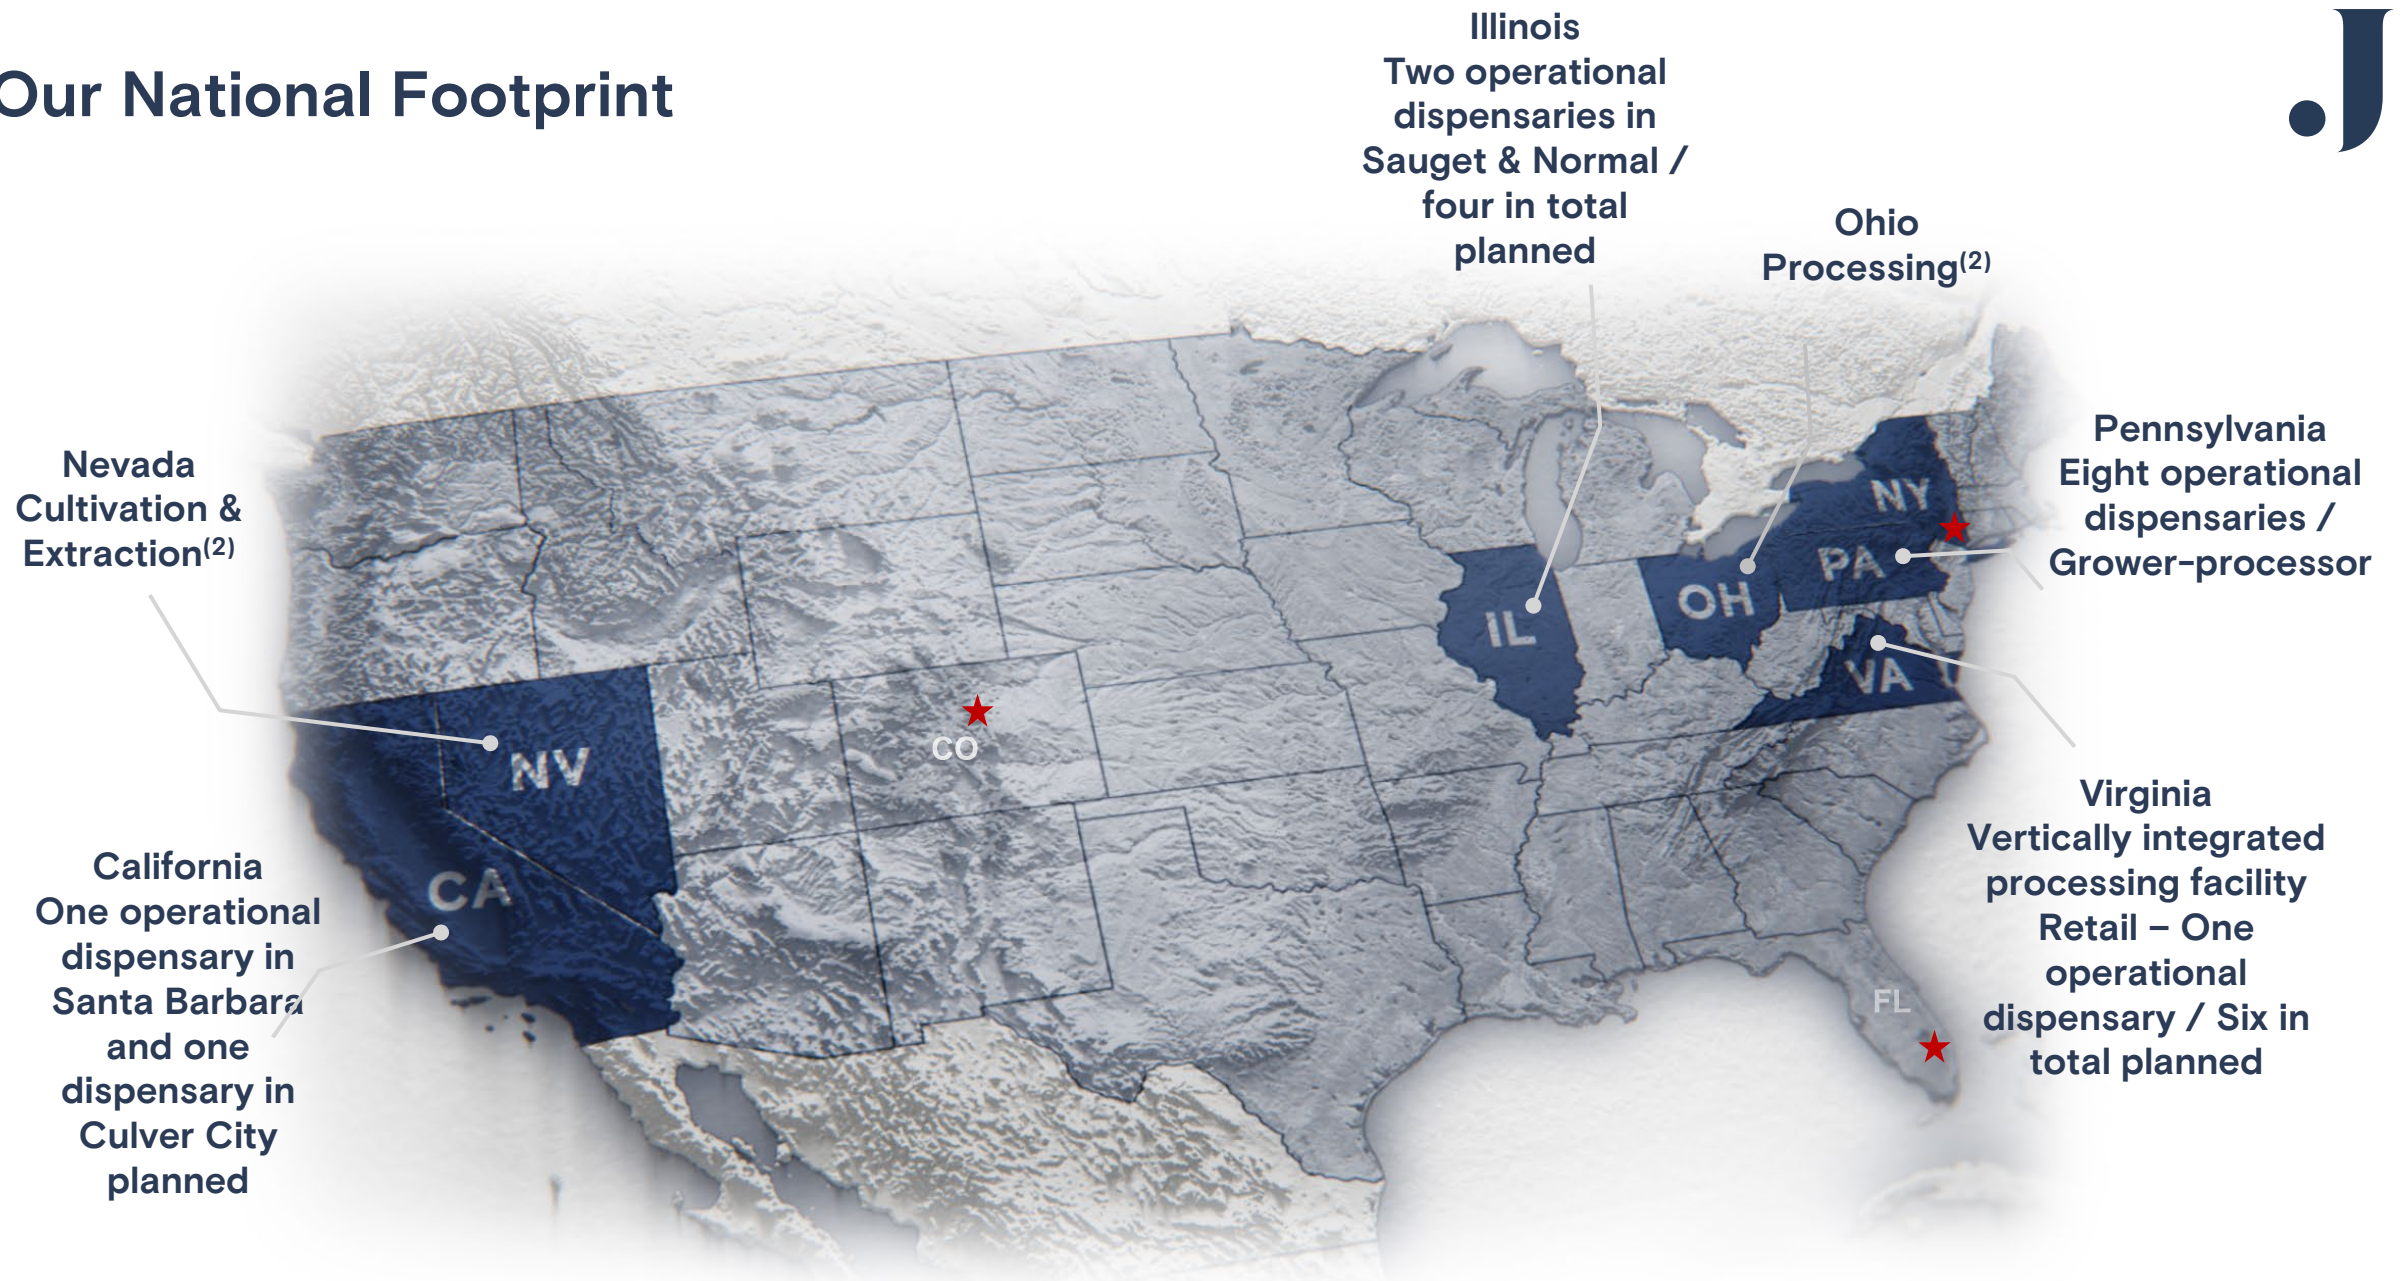 Our National Footprint
Illinois
Two operational
dispensaries in
Sauget & Normal /
four in total
planned
Ohio
Processing(2)
Nevada
Cultivation &
Extraction(2)
Pennsylvania
Eight operational
dispensaries /
Grower-processor
California
One operational
dispensary in
Santa Barbara
and one
dispensary in
Culver City
planned
Virginia
Vertically integrated
processing facility
Retail – One
operational
dispensary / Six in
total planned
NY
PA
OH
IL
VA
CO
NV
CA
FL
J